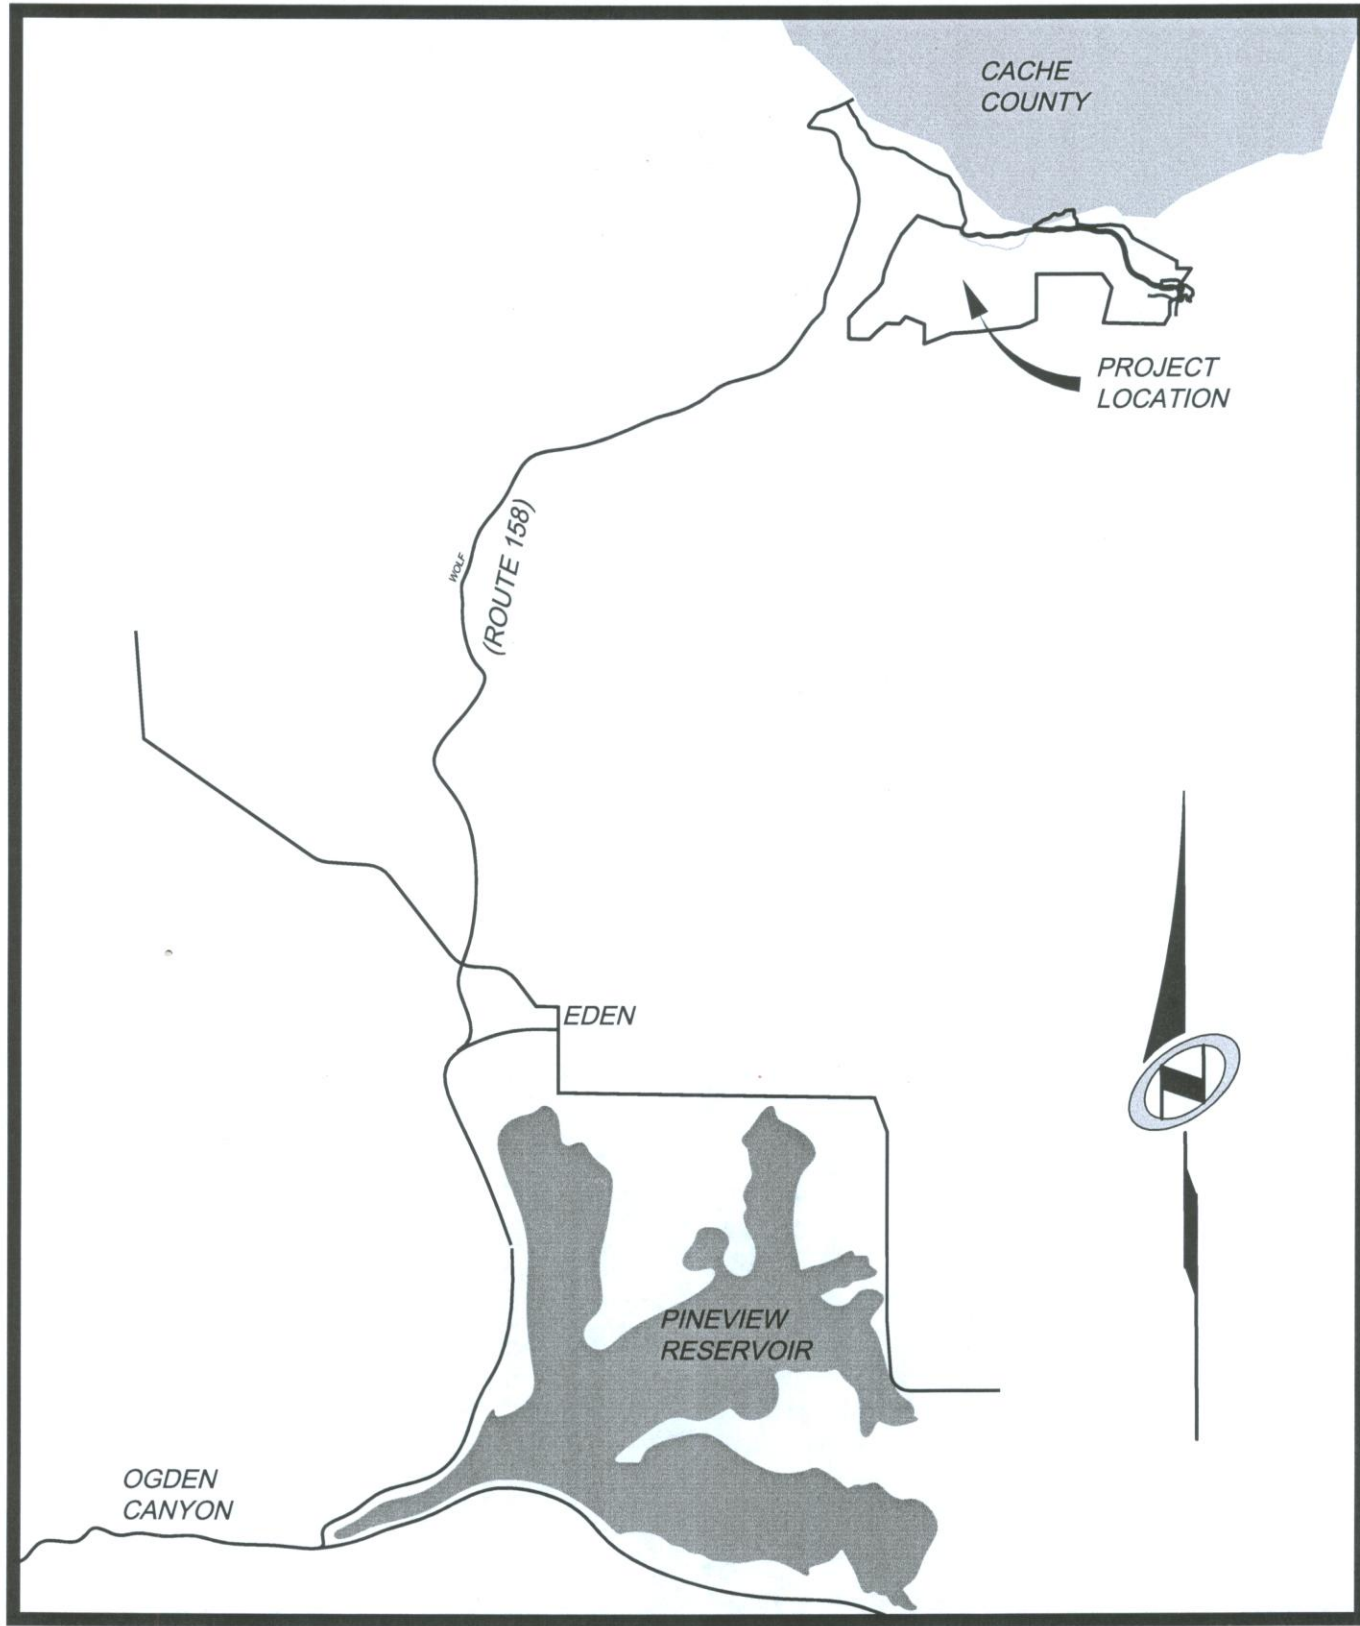 CACHE
COUNTY
PROJECT
LOCATION
WOLF
(ROUTE 158)
EDEN
N
PINEVIEW
RESERVOIR
OGDEN
CANYON